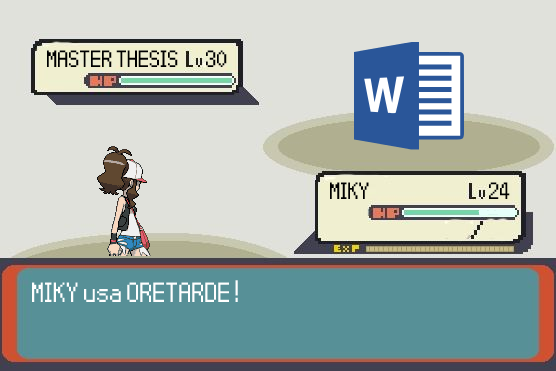 MASTER THESIS Lv30
HP
W
MIKY Lv24
HP
/
EXP
MIKY usa ORETARDE!